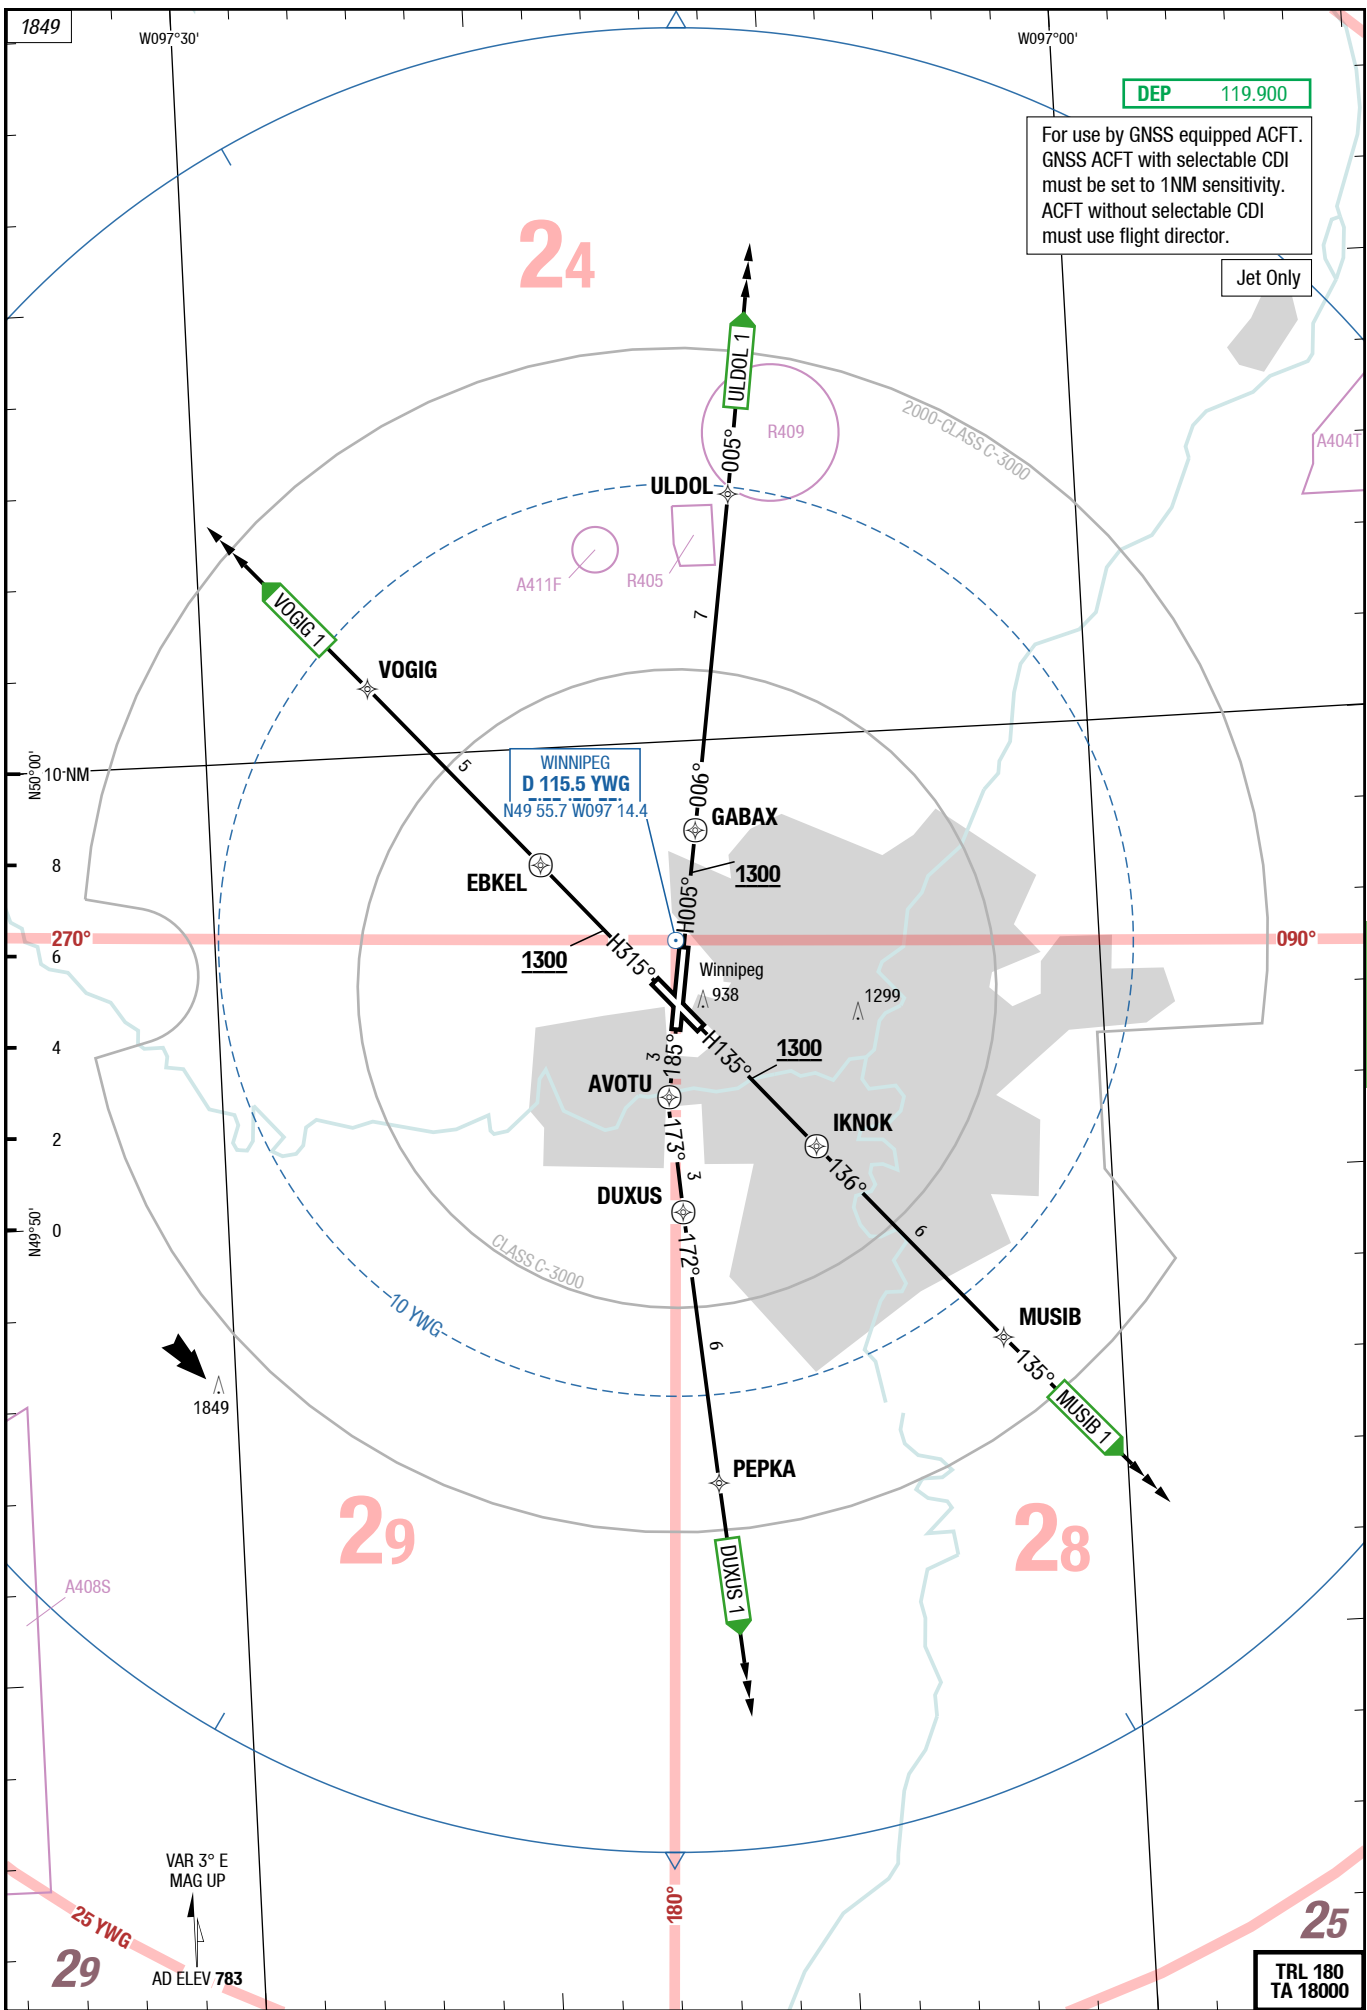 1849
W097°30'
W097°00'
DEP 119.900
For use by GNSS equipped ACFT.
GNSS ACFT with selectable CDI
must be set to 1NM sensitivity.
ACFT without selectable CDI
must use flight director.
Jet Only
24
ULDOL 1
2000-CLASS C-3000
R409
A404T
005°
ULDOL
A411F
R405
7
VOGIG 1
VOGIG
5
WINNIPEG
D 115.5 YWG
N49 55.7 W097 14.4
N50°00'
10 NM
006°
GABAX
8
EBKEL
1300
H005°
270°
090°
6
1300
H315°
Winnipeg
938
1299
4
H135°
1300
3
185°
AVOTU
2
173°
IKNOK
136°
3
DUXUS
N49°50'
0
172°
6
CLASS C-3000
10 YWG
MUSIB
6
135°
MUSIB 1
1849
PEPKA
29
28
DUXUS 1
A408S
VAR 3° E
MAG UP
180°
25 YWG
29
AD ELEV 783
25
TRL 180
TA 18000